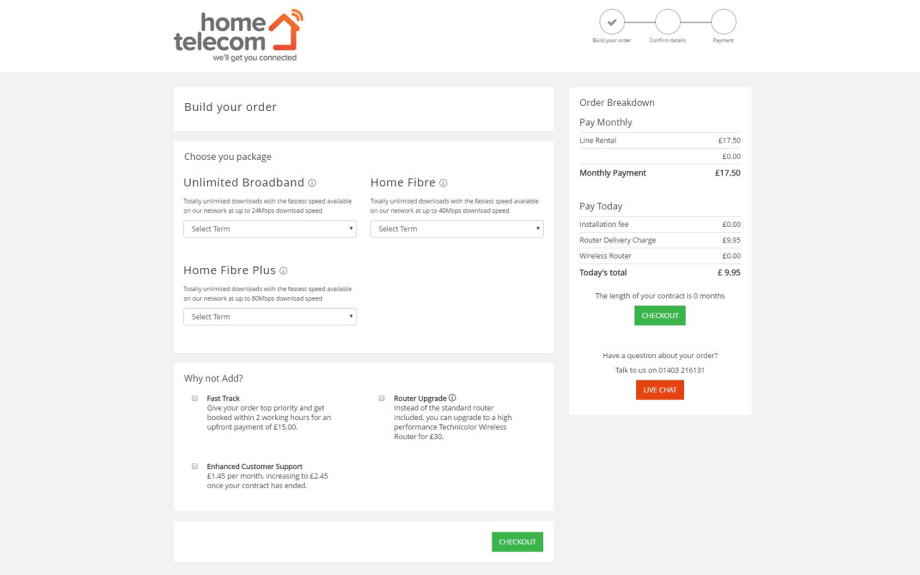 home
telecom
we'll get you connected
Build your order
Confirm details
Payment
Build your order
Choose you package
Unlimited Broadband
Totally unlimited downloads with the fastest speed available
on our network at up to 24Mbps download speed
Select Term
Home Fibre
Totally unlimited downloads with the fastest speed available
on our network at up to 40Mbps download speed
Select Term
Home Fibre Plus
Totally unlimited downloads with the fastest speed available
on our network at up to 80Mbps download speed
Select Term
Why not Add?
Fast Track
Give your order top priority and get
booked within 2 working hours for an
upfront payment of £15.00.
Router Upgrade
Instead of the standard router
included, you can upgrade to a high
performance Technicolor Wireless
Router for £30.
Enhanced Customer Support
£1.45 per month, increasing to £2.45
once your contract has ended.
CHECKOUT
Order Breakdown
Pay Monthly
Line Rental £17.50
£0.00
Monthly Payment £17.50
Pay Today
Installation fee £0.00
Router Delivery Charge £9.95
Wireless Router £0.00
Today's total £ 9.95
The length of your contract is 0 months
CHECKOUT
Have a question about your order?
Talk to us on 01403 216131
LIVE CHAT